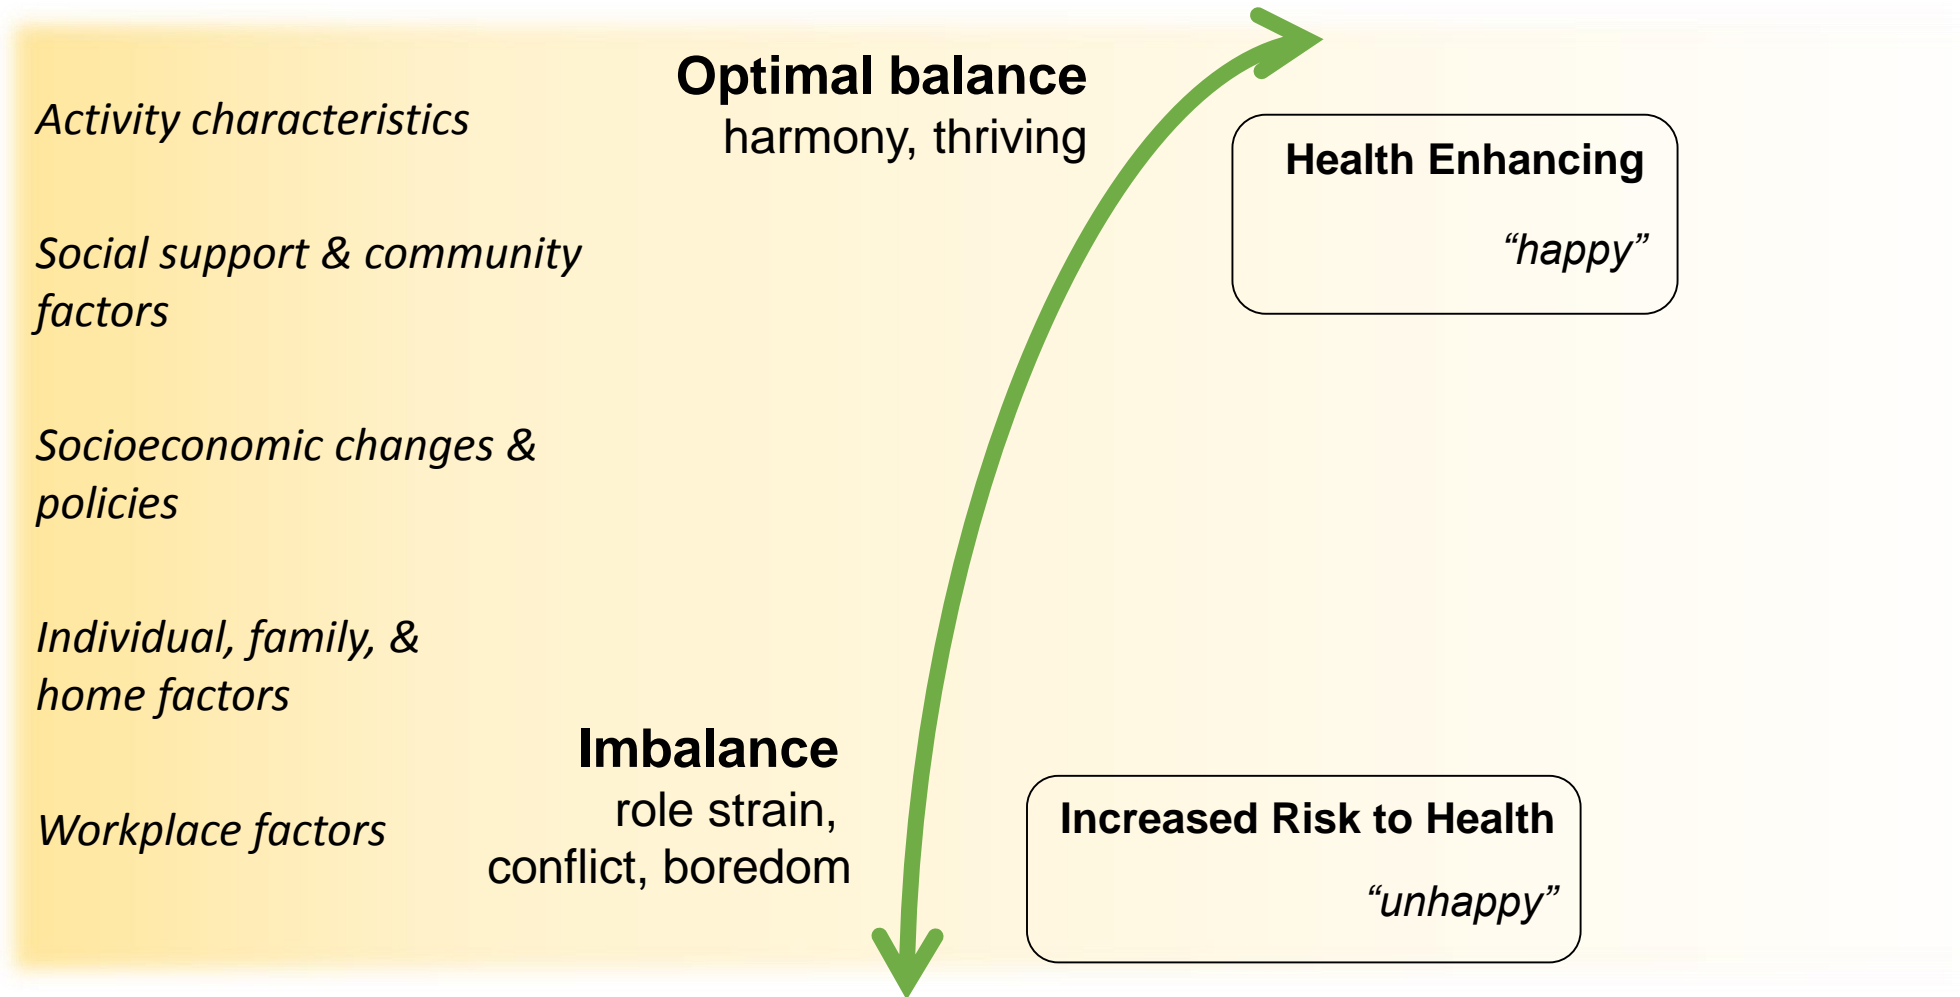 Activity characteristics
Social support & community
factors
Socioeconomic changes &
policies
Individual, family, &
home factors
Workplace factors
Optimal balance
harmony, thriving
Imbalance
role strain,
conflict, boredom
Health Enhancing
“happy”
Increased Risk to Health
“unhappy”